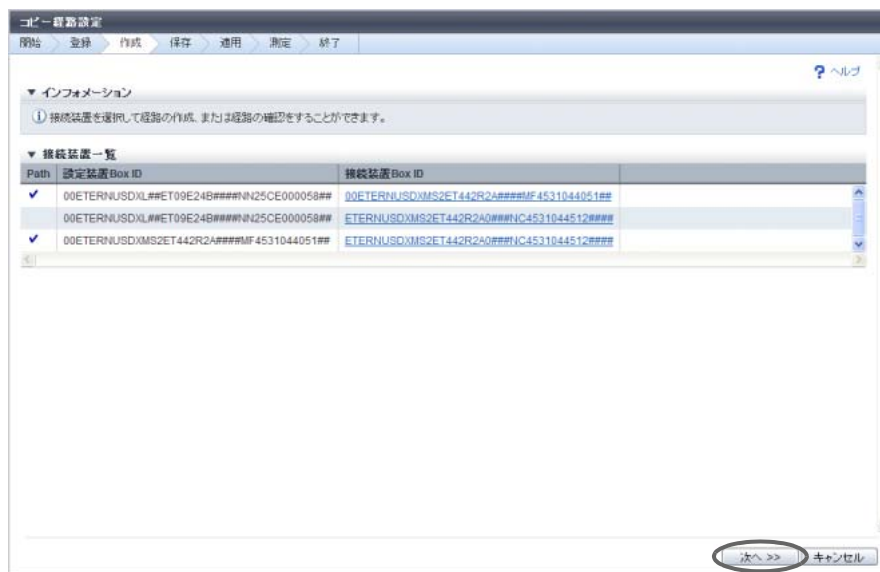 コピー経路設定
開始 登録 作成 保存 適用 測定 終了
? ヘルプ
▼ インフォメーション
接続装置を選択して経路の作成、または経路の確認をすることができます。
▼ 接続装置一覧
Path 設定装置Box ID 接続装置Box ID
✔ 00ETERNUSDXL##ET09E24B####NN25CE000058## 00ETERNUSDXMS2ET442R2A####MF4531044051##
00ETERNUSDXL##ET09E24B####NN25CE000058## ETERNUSDXMS2ET442R2A0###NC4531044512####
✔ 00ETERNUSDXMS2ET442R2A####MF4531044051## ETERNUSDXMS2ET442R2A0###NC4531044512####
次へ >> キャンセル